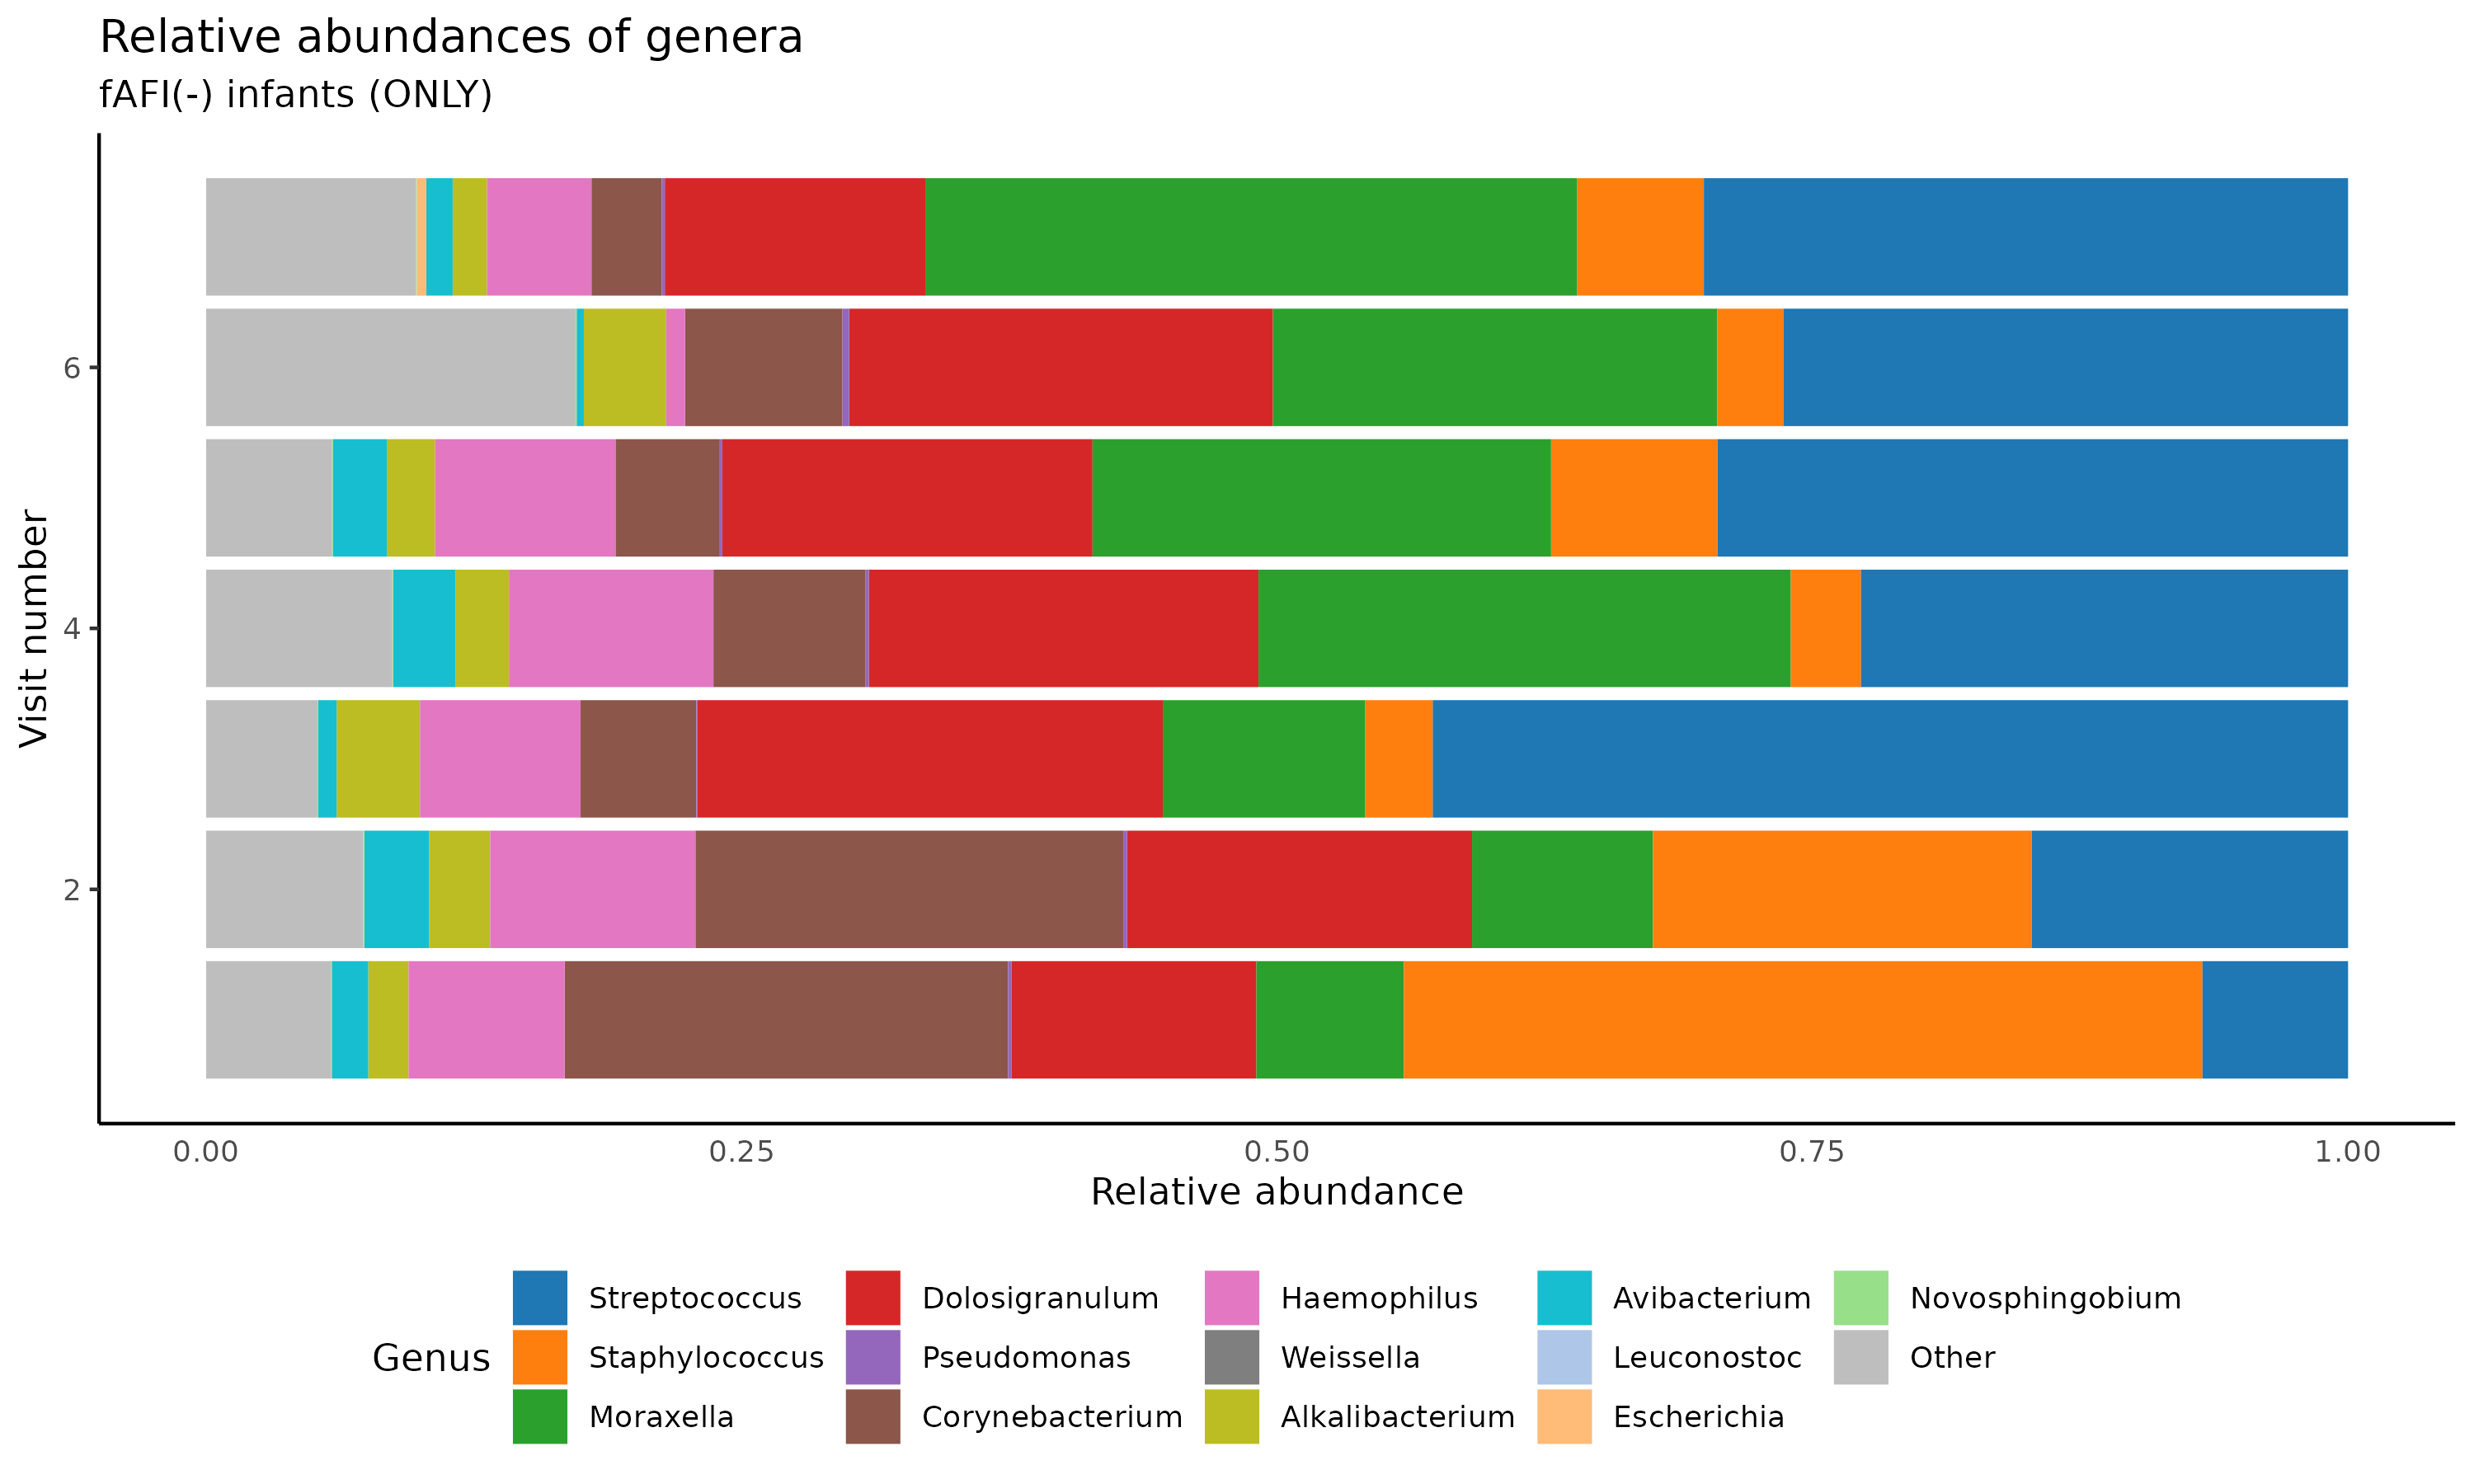 Relative abundances of genera
fAFI(-) infants (ONLY)
Visit number
6
4
2
0.00 0.25 0.50 0.75 1.00
Relative abundance
Genus
Streptococcus
Staphylococcus
Moraxella
Dolosigranulum
Pseudomonas
Corynebacterium
Haemophilus
Weissella
Alkalibacterium
Avibacterium
Leuconostoc
Escherichia
Novosphingobium
Other